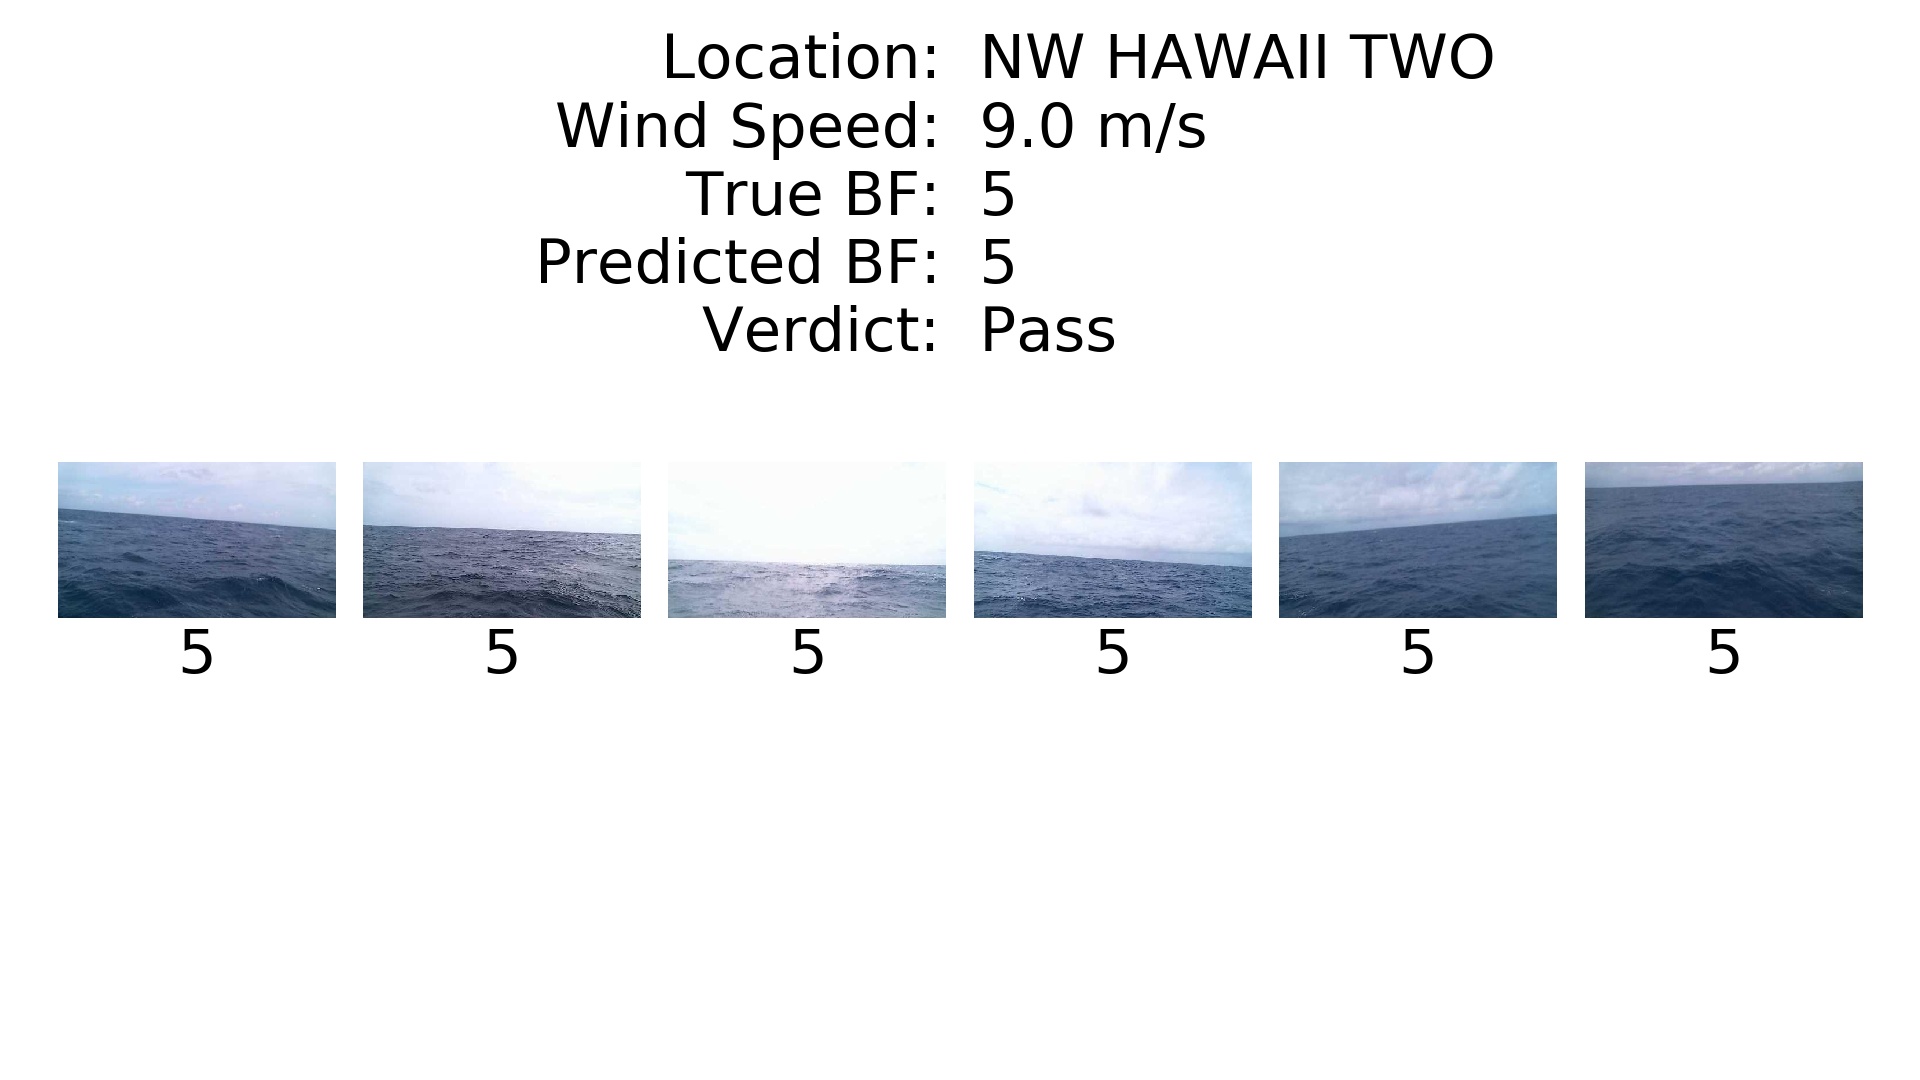 Location: NW HAWAII TWO
Wind Speed: 9.0 m/s
True BF: 5
Predicted BF: 5
Verdict: Pass
5 5 5 5 5 5